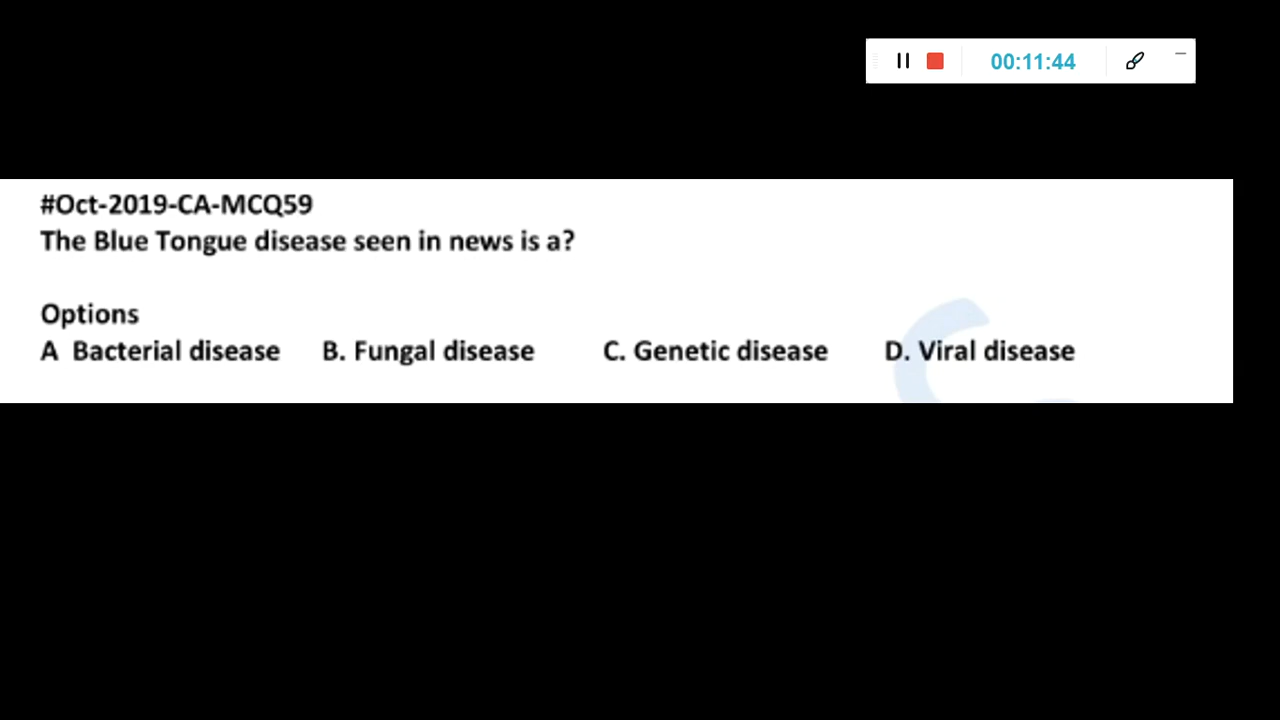 00:11:44
#Oct-2019-CA-MCQ59
The Blue Tongue disease seen in news is a?
Options
A Bacterial disease B. Fungal disease C. Genetic disease D. Viral disease